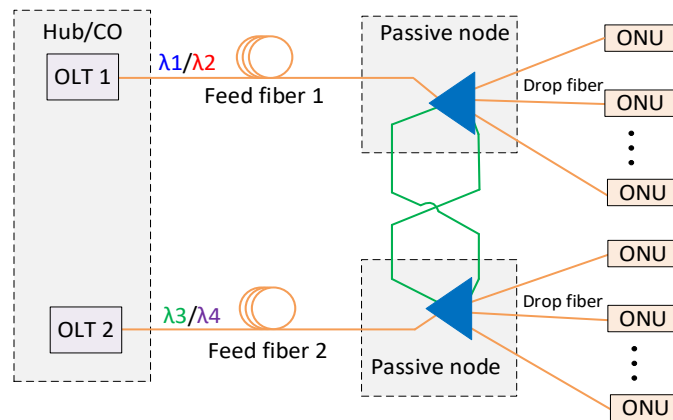 Hub/CO
OLT 1
λ1/λ2
Feed fiber 1
Passive node
Drop fiber
ONU
ONU
ONU
OLT 2
λ3/λ4
Feed fiber 2
Passive node
Drop fiber
ONU
ONU
ONU